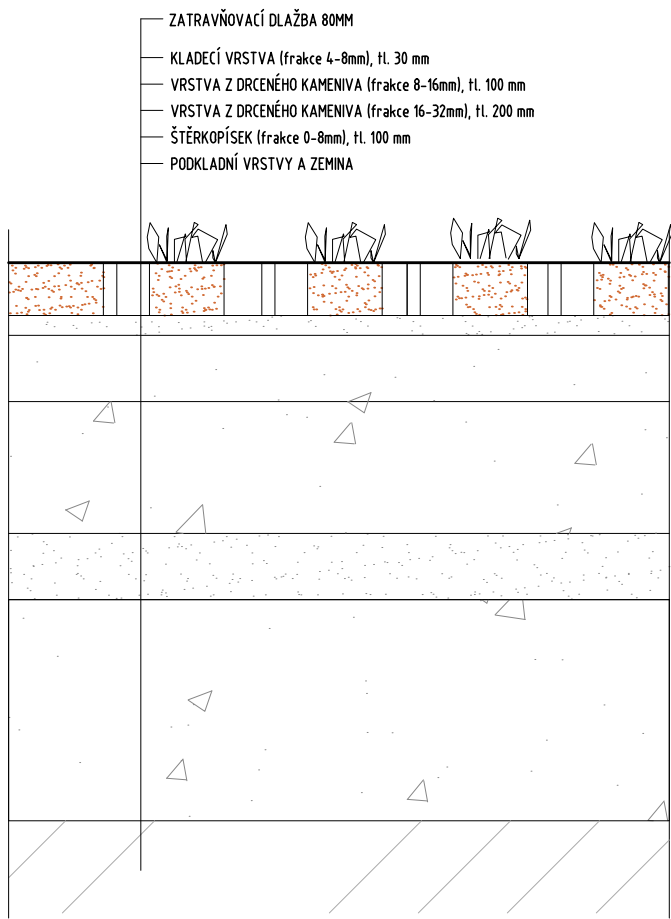 ZATRAVŇOVACÍ DLAŽBA 80MM
KLADECÍ VRSTVA (frakce 4-8mm), tl. 30 mm
VRSTVA Z DRCENÉHO KAMENIVA (frakce 8-16mm), tl. 100 mm
VRSTVA Z DRCENÉHO KAMENIVA (frakce 16-32mm), tl. 200 mm
ŠTĚRKOPÍSEK (frakce 0-8mm), tl. 100 mm
PODKLADNÍ VRSTVY A ZEMINA